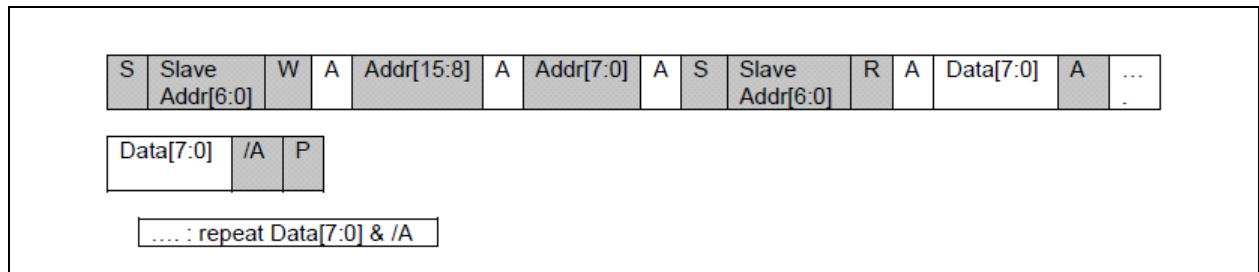 S Slave W A Addr[15:8] A Addr[7:0] A S Slave R A Data[7:0] A ...
Addr[6:0] Addr[6:0] .
Data[7:0] /A P
.... : repeat Data[7:0] & /A